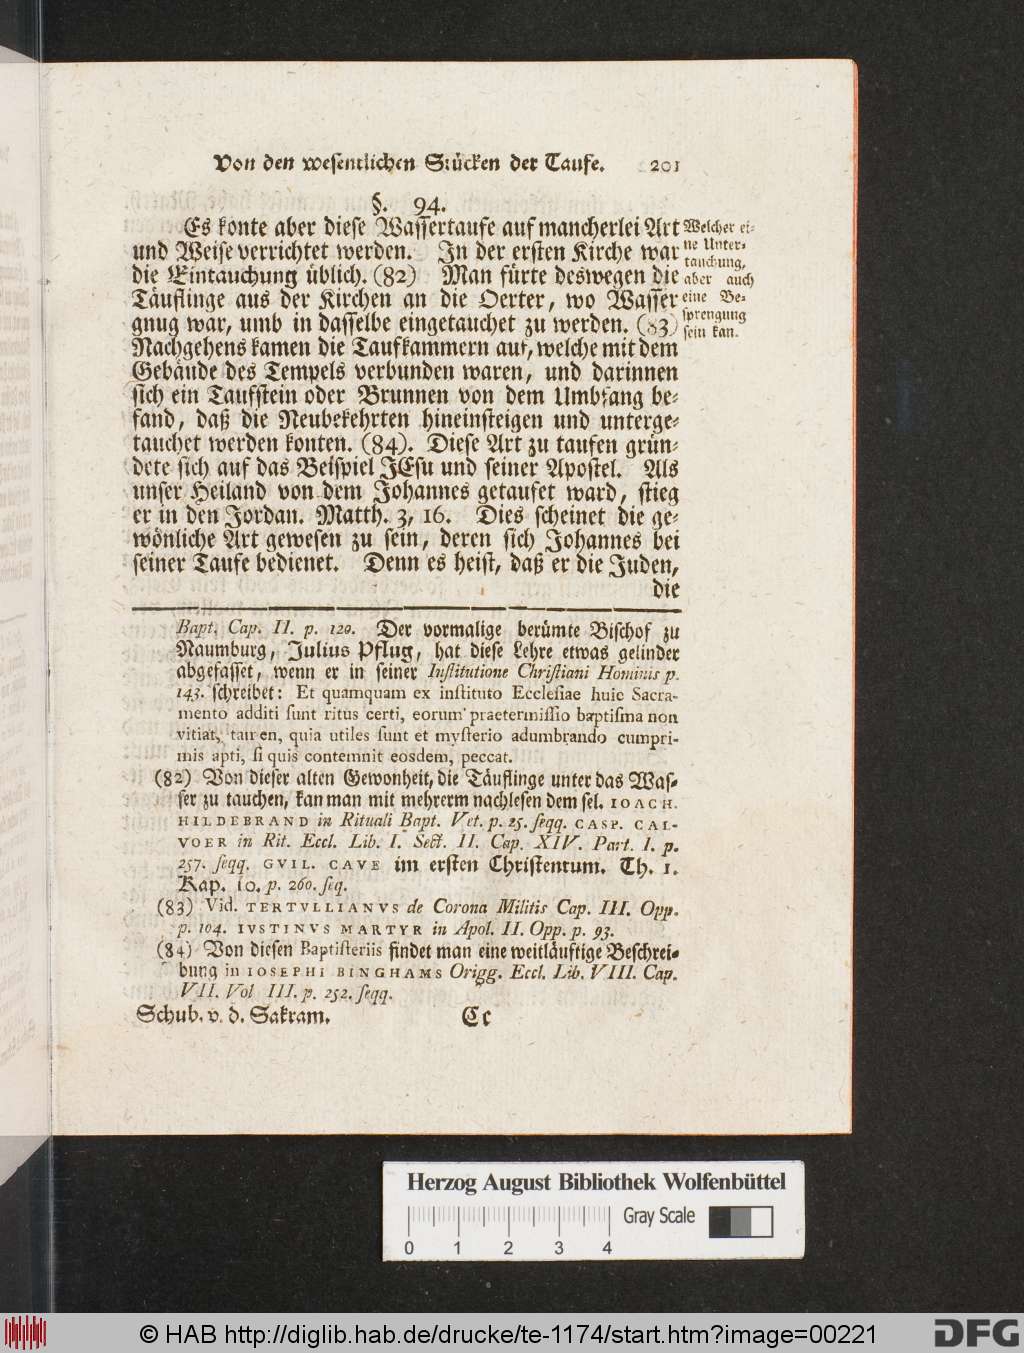 Von den wesentlichen Stücken der Taufe. 201
§. 94.
Es konte aber diese Wassertaufe auf mancherlei Art
und Weise verrichtet werden. In der ersten Kirche war
die Eintauchung üblich. (82) Man fürte deswegen die
Täuflinge aus der Kirchen an die Oerter, wo Wasser
gnug war, umb in dasselbe eingetauchet zu werden. (83)
Nachgehens kamen die Taufkammern auf, welche mit dem
Gebäude des Tempels verbunden waren, und darinnen
sich ein Taufstein oder Brunnen von dem Umbfang be-
fand, daß die Neubekehrten hineinsteigen und unterge-
tauchet werden konten. (84). Diese Art zu taufen grün-
dete sich auf das Beispiel JEsu und seiner Apostel. Als
unser Heiland von dem Johannes getaufet ward, stieg
er in den Jordan. Matth. 3, 16. Dies scheinet die ge-
wönliche Art gewesen zu sein, deren sich Johannes bei
seiner Taufe bedienet. Denn es heist, daß er die Juden,
die
Welcher ei-
ne Unter-
tauchung,
aber auch
eine Be-
sprengung
sein kan.
Bapt. Cap. II. p. 120. Der vormalige berümte Bischof zu
Naumburg, Julius Pflug, hat diese Lehre etwas gelinder
abgefasset, wenn er in seiner Institutione Christiani Hominis p.
143. schreibet: Et quamquam ex instituto Ecclesiae huic Sacra-
mento additi sunt ritus certi, eorum praetermissio baptisma non
vitiat, tamen, quia utiles sunt et mysterio adumbrando cumpri-
mis apti, si quis contemnit eosdem, peccat.
(82) Von dieser alten Gewonheit, die Täuflinge unter das Was-
ser zu tauchen, kan man mit mehrerm nachlesen dem sel. IOACH.
HILDEBRAND in Rituali Bapt. Vet. p. 25. seqq. CASP. CAL-
VOER in Rit. Eccl. Lib. I. Sect. II. Cap. XIV. Part. I. p.
257. seqq. GVIL. CAVE im ersten Christentum. Th. 1.
Kap. 10. p. 260. seq.
(83) Vid. TERTVLLIANVS de Corona Militis Cap. III. Opp.
p. 104. IVSTINVS MARTYR in Apol. II. Opp. p. 93.
(84) Von diesen Baptisteriis findet man eine weitläuftige Beschrei-
bung in IOSEPHI BINGHAMS Origg. Eccl. Lib. VIII. Cap.
VII. Vol III. p. 252. seqq.
Schub. v. d. Sakram. Cc
Herzog August Bibliothek Wolfenbüttel
Gray Scale
0 1 2 3 4
© HAB http://diglib.hab.de/drucke/te-1174/start.htm?image=00221
DFG